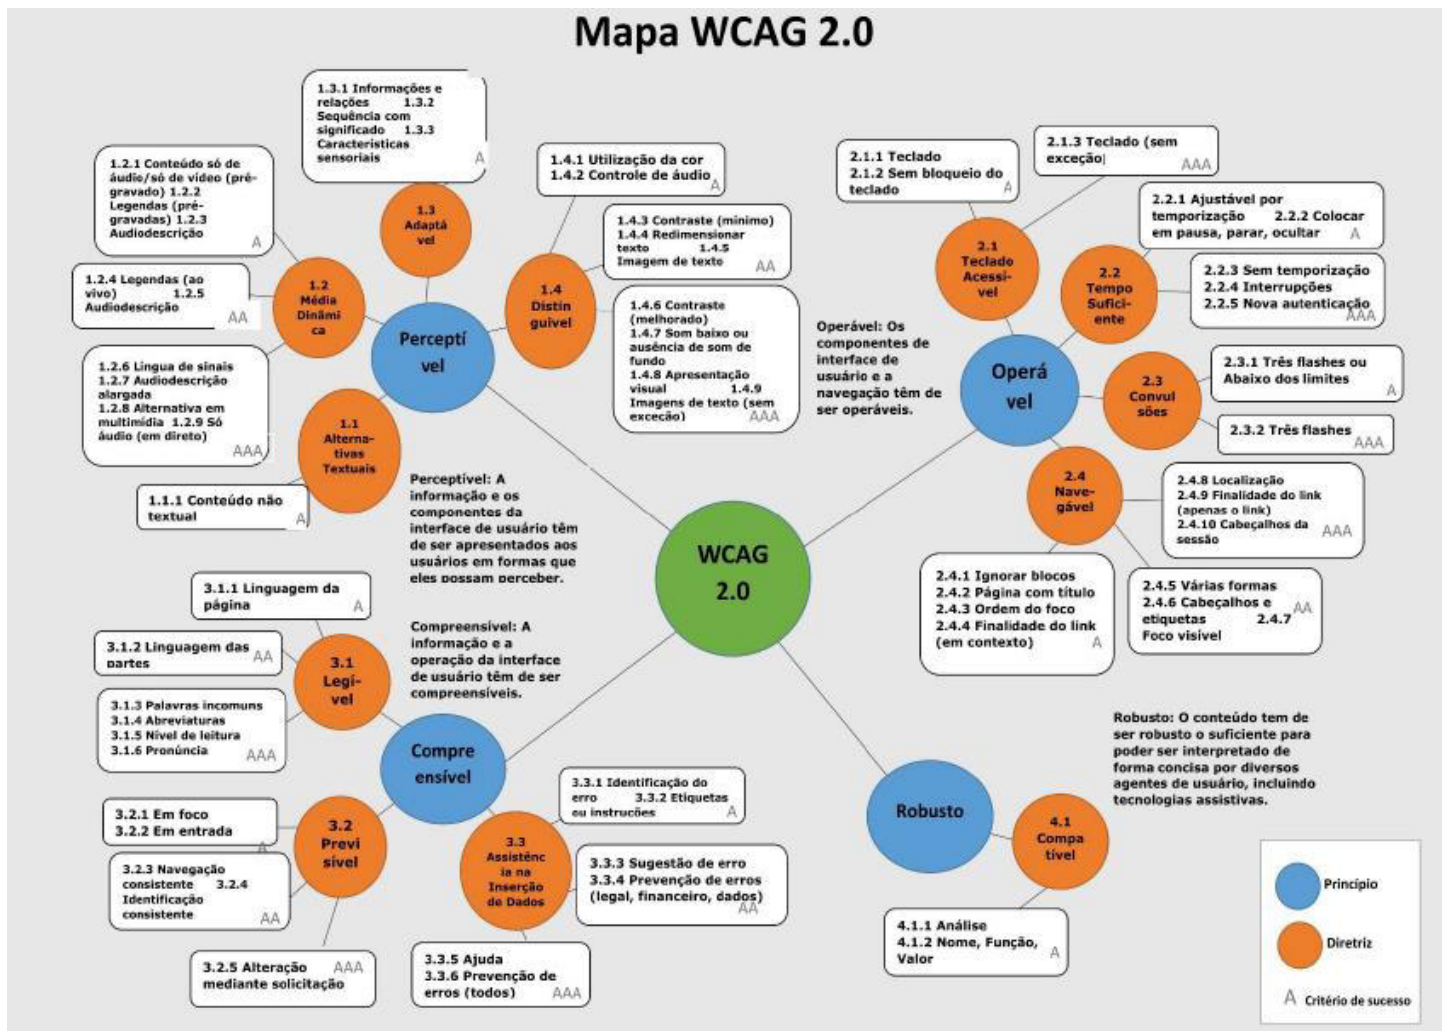 Mapa WCAG 2.0
1.3.1 Informações e
relações 1.3.2
Sequência com
significado 1.3.3
Características
sensoriais
A
1.2.1 Conteúdo só de
áudio/só de vídeo (pré-
gravado) 1.2.2
Legendas (pré-
gravadas) 1.2.3
Audiodescrição
A
1.2.4 Legendas (ao
vivo) 1.2.5
Audiodescrição
AA
1.2.6 Lingua de sinais
1.2.7 Audiodescrição
alargada
1.2.8 Alternativa em
multimídia 1.2.9 Só
áudio (em direto)
AAA
1.1.1 Conteúdo não
textual
A
1.3
Adaptá
vel
1.2
Média
Dinâmi
ca
1.1
Alterna-
tivas
Textuais
1.4
Distin
guivel
Perceptí
vel
1.4.1 Utilização da cor
1.4.2 Controle de áudio
A
1.4.3 Contraste (mínimo)
1.4.4 Redimensionar
texto 1.4.5
Imagem de texto
AA
1.4.6 Contraste
(melhorado)
1.4.7 Som baixo ou
ausência de som de
fundo
1.4.8 Apresentação
visual 1.4.9
Imagens de texto (sem
exceção)
AAA
Perceptível: A
informação e os
componentes da
interface de usuário têm
de ser apresentados aos
usuários em formas que
eles possam perceber.
2.1.1 Teclado
2.1.2 Sem bloqueio do
teclado
A
2.1.3 Teclado (sem
exceção)
AAA
2.2.1 Ajustável por
temporização 2.2.2 Colocar
em pausa, parar, ocultar
A
2.2.3 Sem temporização
2.2.4 Interrupções
2.2.5 Nova autenticação
AAA
2.1
Teclado
Acessí-
vel
2.2
Tempo
Sufici-
ente
Operável: Os
componentes de
interface de
usuário e a
navegação têm de
ser operáveis.
Operá
vel
2.3
Convul
sões
2.3.1 Três flashes ou
Abaixo dos limites
A
2.3.2 Três flashes
AAA
2.4
Nave-
gável
2.4.8 Localização
2.4.9 Finalidade do link
(apenas o link)
2.4.10 Cabeçalhos da
sessão
AAA
2.4.1 Ignorar blocos
2.4.2 Página com título
2.4.3 Ordem do foco
2.4.4 Finalidade do link
(em contexto)
A
2.4.5 Várias formas
2.4.6 Cabeçalhos e
etiquetas 2.4.7
Foco visível
AA
WCAG
2.0
3.1.1 Linguagem da
página
A
3.1.2 Linguagem das
partes
AA
3.1.3 Palavras incomuns
3.1.4 Abreviaturas
3.1.5 Nível de leitura
3.1.6 Pronúncia
AAA
3.1
Legí-
vel
Compreensível: A
informação e a
operação da interface
de usuário têm de ser
compreensíveis.
Compre
ensível
3.2.1 Em foco
3.2.2 Em entrada
A
3.2.3 Navegação
consistente 3.2.4
Identificação
consistente
AA
3.2.5 Alteração
mediante solicitação
AAA
3.2
Previ
sível
3.3
Assistênc
ia na
Inserção
de Dados
3.3.1 Identificação do
erro 3.3.2 Etiquetas
ou instruções
A
3.3.3 Sugestão de erro
3.3.4 Prevenção de erros
(legal, financeiro, dados)
AA
3.3.5 Ajuda
3.3.6 Prevenção de
erros (todos)
AAA
Robusto: O conteúdo tem de
ser robusto o suficiente para
poder ser interpretado de
forma concisa por diversos
agentes de usuário, incluindo
tecnologias assistivas.
Robusto
4.1
Compa
tível
4.1.1 Análise
4.1.2 Nome, Função,
Valor
A
Princípio
Diretriz
A Critério de sucesso